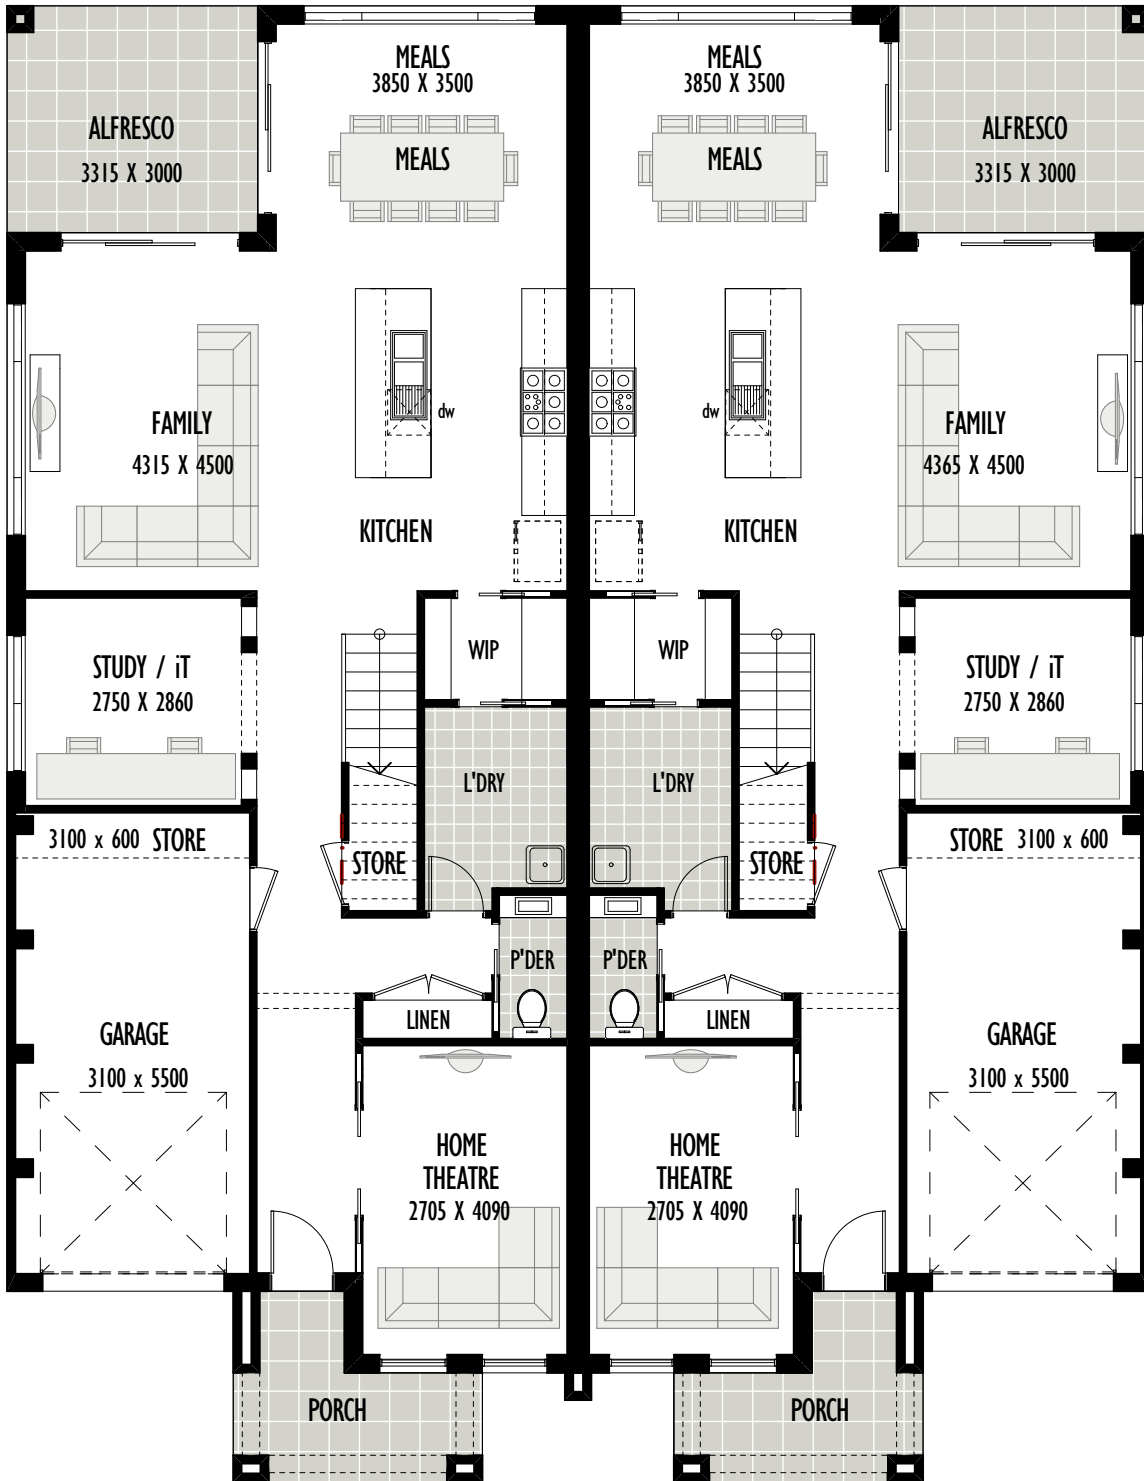 MEALS
3850 X 3500
MEALS
3850 X 3500
ALFRESCO
3315 X 3000
MEALS
MEALS
ALFRESCO
3315 X 3000
dw
dw
FAMILY
4315 X 4500
FAMILY
4365 X 4500
KITCHEN
KITCHEN
WIP
WIP
STUDY / iT
2750 X 2860
STUDY / iT
2750 X 2860
L'DRY
L'DRY
3100 x 600 STORE
STORE 3100 x 600
STORE
STORE
P'DER
P'DER
LINEN
LINEN
GARAGE
3100 x 5500
GARAGE
3100 x 5500
HOME
THEATRE
2705 X 4090
HOME
THEATRE
2705 X 4090
PORCH
PORCH